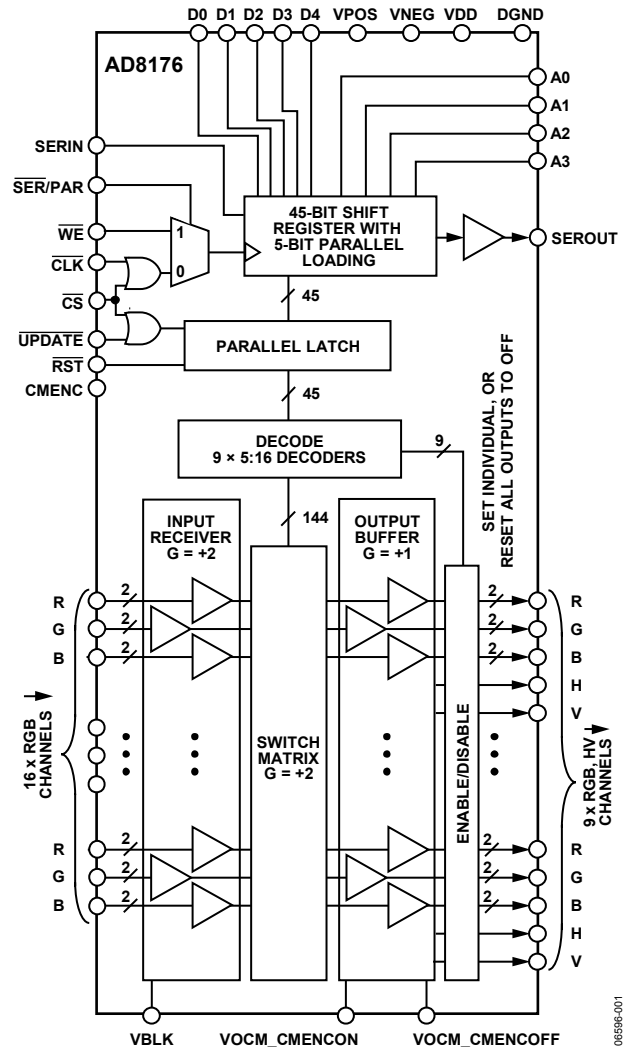 D0 D1 D2 D3 D4 VPOS VNEG VDD DGND
AD8176
A0
A1
A2
A3
SERIN
SER/PAR
WE
CLK
CS
UPDATE
RST
CMENC
1
0
45-BIT SHIFT
REGISTER WITH
5-BIT PARALLEL
LOADING
SEROUT
45
PARALLEL LATCH
45
DECODE
9 × 5:16 DECODERS
9
SET INDIVIDUAL, OR
RESET ALL OUTPUTS TO OFF
144
INPUT
RECEIVER
G = +2
OUTPUT
BUFFER
G = +1
SWITCH
MATRIX
G = +2
ENABLE/DISABLE
16 x RGB
CHANNELS
R 2
G 2
B 2
R 2
G 2
B 2
2 R
2 G
2 B
H
V
2 R
2 G
2 B
H
V
9 x RGB, HV
CHANNELS
VBLK VOCM_CMENCON VOCM_CMENCOFF
06596-001